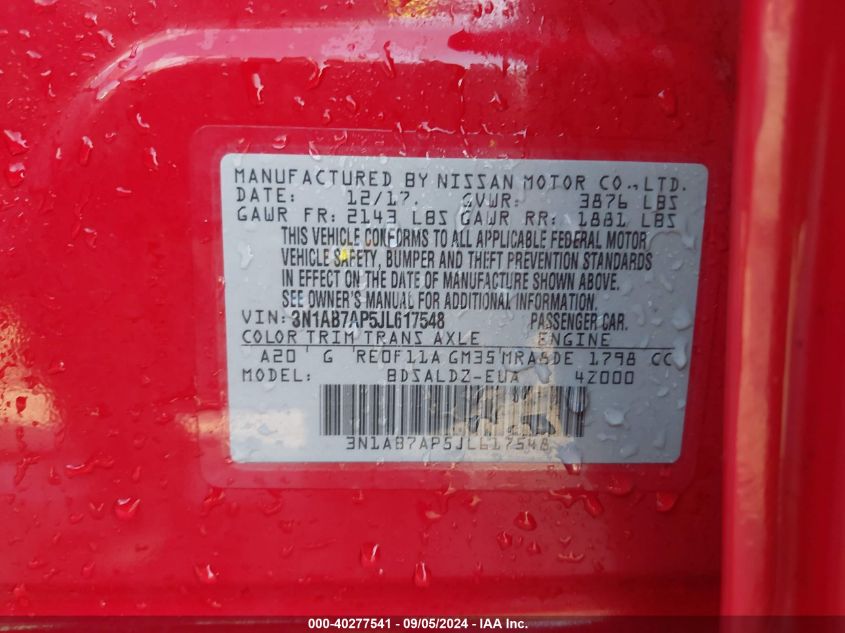 MANUFACTURED BY NISSAN MOTOR CO.,LTD.
DATE: 12/17. GVWR: 3876 LBS
GAWR FR: 2143 LBS GAWR RR: 1881 LBS
THIS VEHICLE CONFORMS TO ALL APPLICABLE FEDERAL MOTOR
VEHICLE SAFETY, BUMPER AND THEFT PREVENTION STANDARDS
IN EFFECT ON THE DATE OF MANUFACTURE SHOWN ABOVE.
SEE OWNER'S MANUAL FOR ADDITIONAL INFORMATION.
VIN: 3N1AB7AP5JL617548 PASSENGER CAR.
COLOR TRIM TRANS AXLE ENGINE
A20 G RE0F11A GM35 MRA8DE 1798 CC
MODEL: BDSALDZ-EUA 4Z000
3N1AB7AP5JL617548
000-40277541 - 09/05/2024 - IAA Inc.